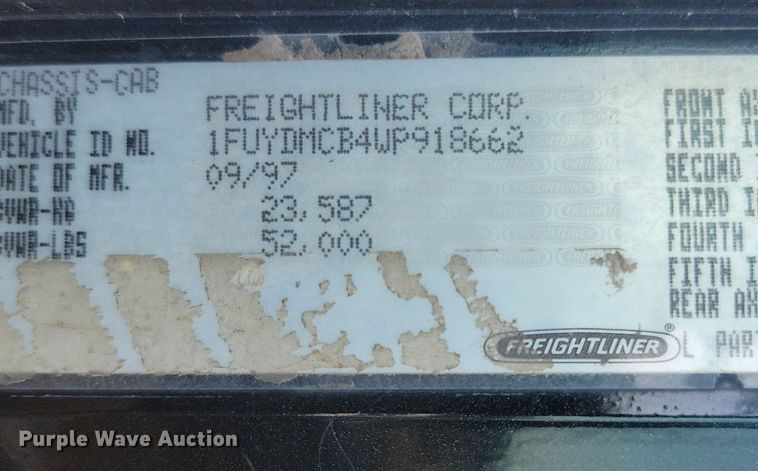 CHASSIS-CAB
MFD. BY FREIGHTLINER CORP.
VEHICLE ID NO. 1FUYDMCB4WP918662
DATE OF MFR. 09/97
GVWR-KG 23,587
GVWR-LBS 52,000
FRONT
FIRST
SECOND
THIRD
FOURTH
FIFTH
REAR
FREIGHTLINER®
L PART
Purple Wave Auction